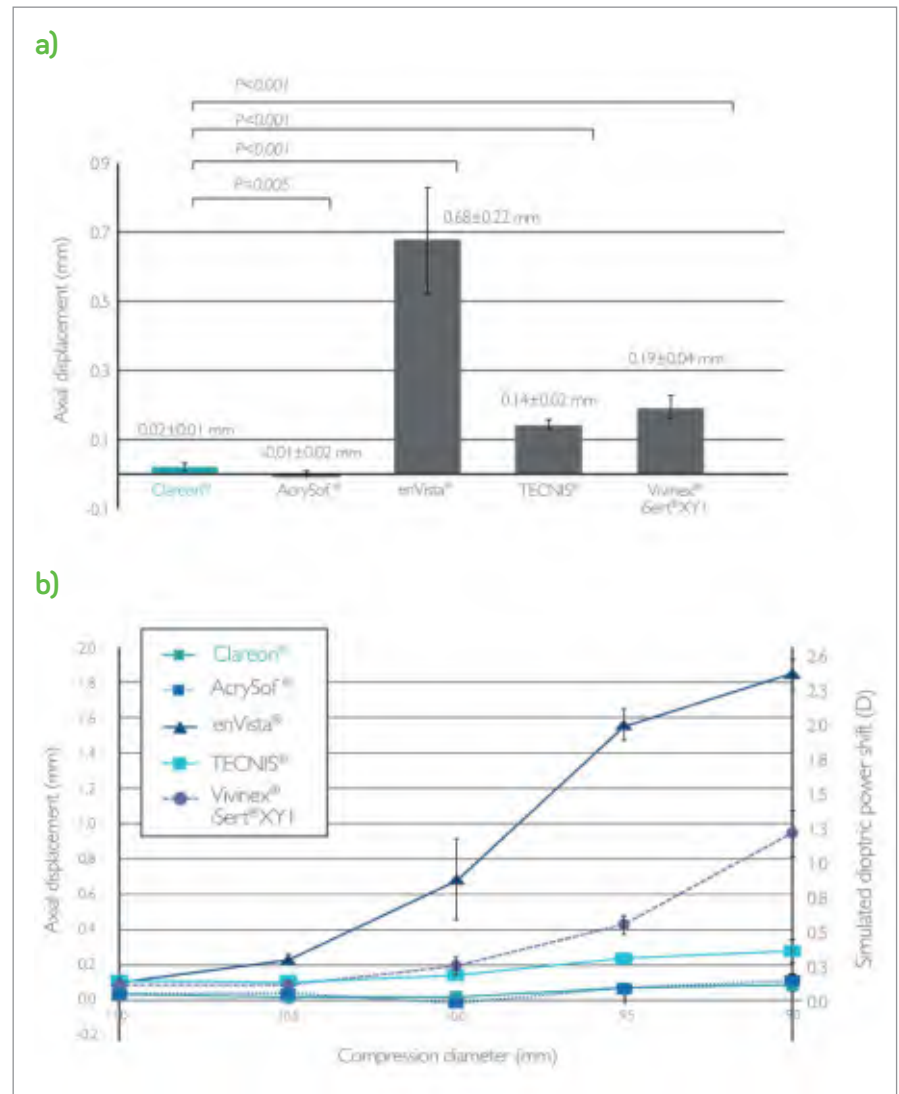 a)
P<0.001
P<0.001
P<0.001
P=0.005
0.9
0.7
0.5
0.3
0.1
-0.1
Axial displacement (mm)
0.02±0.01 mm
-0.01±0.02 mm
0.68±0.22 mm
0.14±0.02 mm
0.19±0.04 mm
Clareon®
AcrySof®
enVista®
TECNIS®
Vivinex®
iSert®XY1
b)
Clareon®
AcrySof®
enVista®
TECNIS®
Vivinex®
iSert®XY1
2.0
1.8
1.6
1.4
1.2
1.0
0.8
0.6
0.4
0.2
0.0
-0.2
Axial displacement (mm)
2.6
2.3
2.0
1.8
1.5
1.3
1.0
0.8
0.5
0.3
0.0
Simulated dioptric power shift (D)
11.0
10.5
10.0
9.5
9.0
Compression diameter (mm)